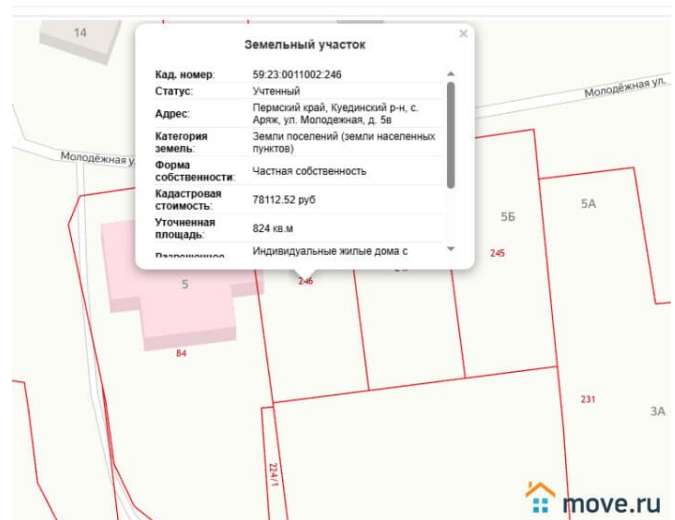 14
Земельный участок
×
Кад. номер: 59:23:0011002:246
Статус: Учтенный
Адрес: Пермский край, Куединский р-н, с.
Аряж, ул. Молодежная, д. 5в
Категория земель: Земли поселений (земли населенных
пунктов)
Форма
собственности: Частная собственность
Кадастровая
стоимость: 78112.52 руб
Уточненная
площадь: 824 кв.м
Индивидуальные жилые дома с
Молодёжная ул.
Молодёжная у
5Б
5А
245
246
5
84
231
3А
224/1
move.ru